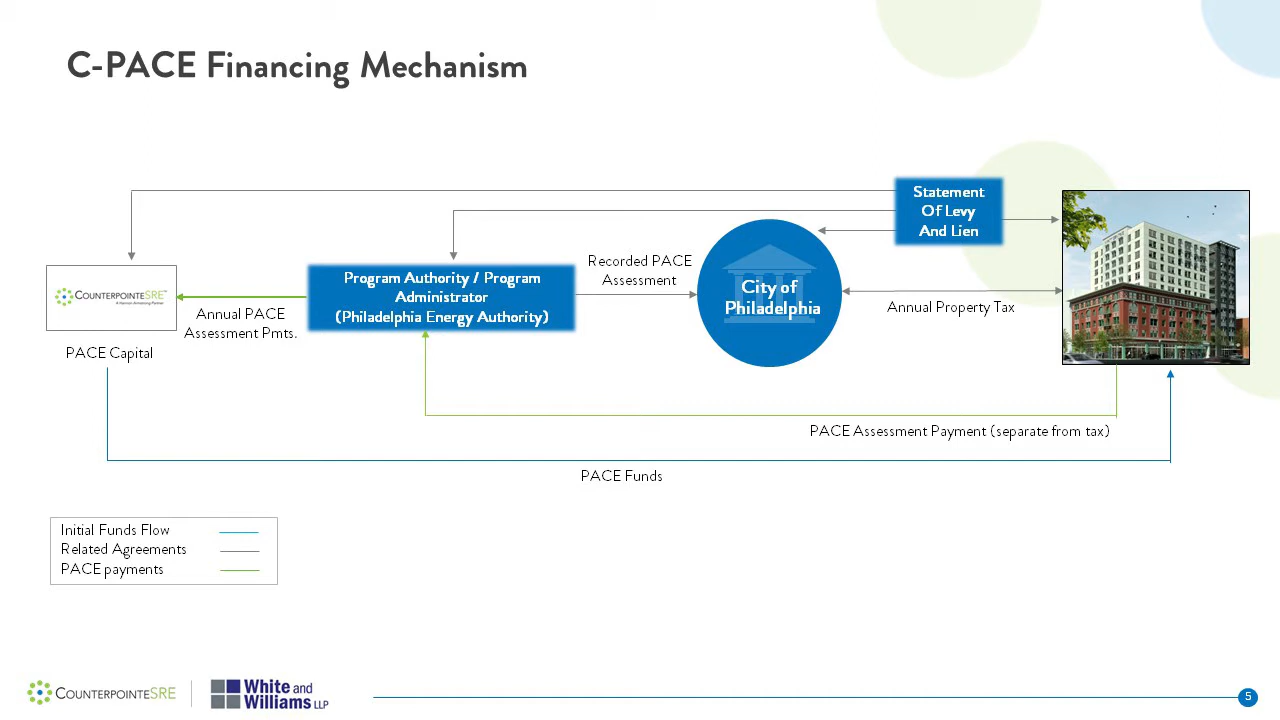 C-PACE Financing Mechanism
Statement
Of Levy
And Lien
Recorded PACE
Assessment
Program Authority / Program
Administrator
(Philadelphia Energy Authority)
City of
Philadelphia
COUNTERPOINTESRE™
Annual PACE
Assessment Pmts.
Annual Property Tax
PACE Capital
PACE Assessment Payment (separate from tax)
PACE Funds
Initial Funds Flow
Related Agreements
PACE payments
COUNTERPOINTESRE
White and
Williams LLP
5